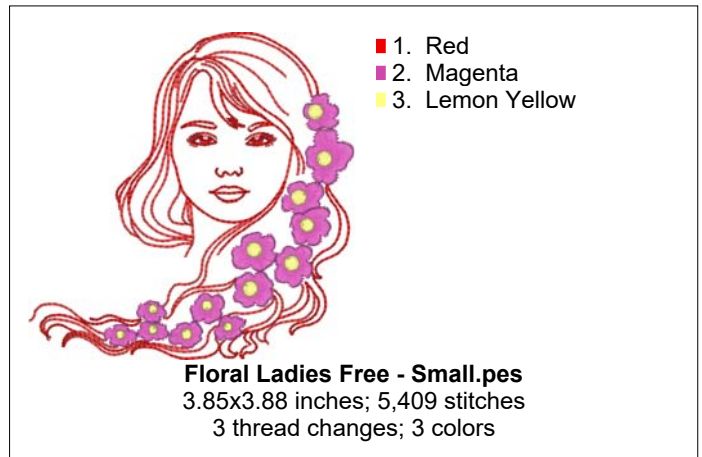 1. Red
2. Magenta
3. Lemon Yellow
Floral Ladies Free - Small.pes
3.85x3.88 inches; 5,409 stitches
3 thread changes; 3 colors